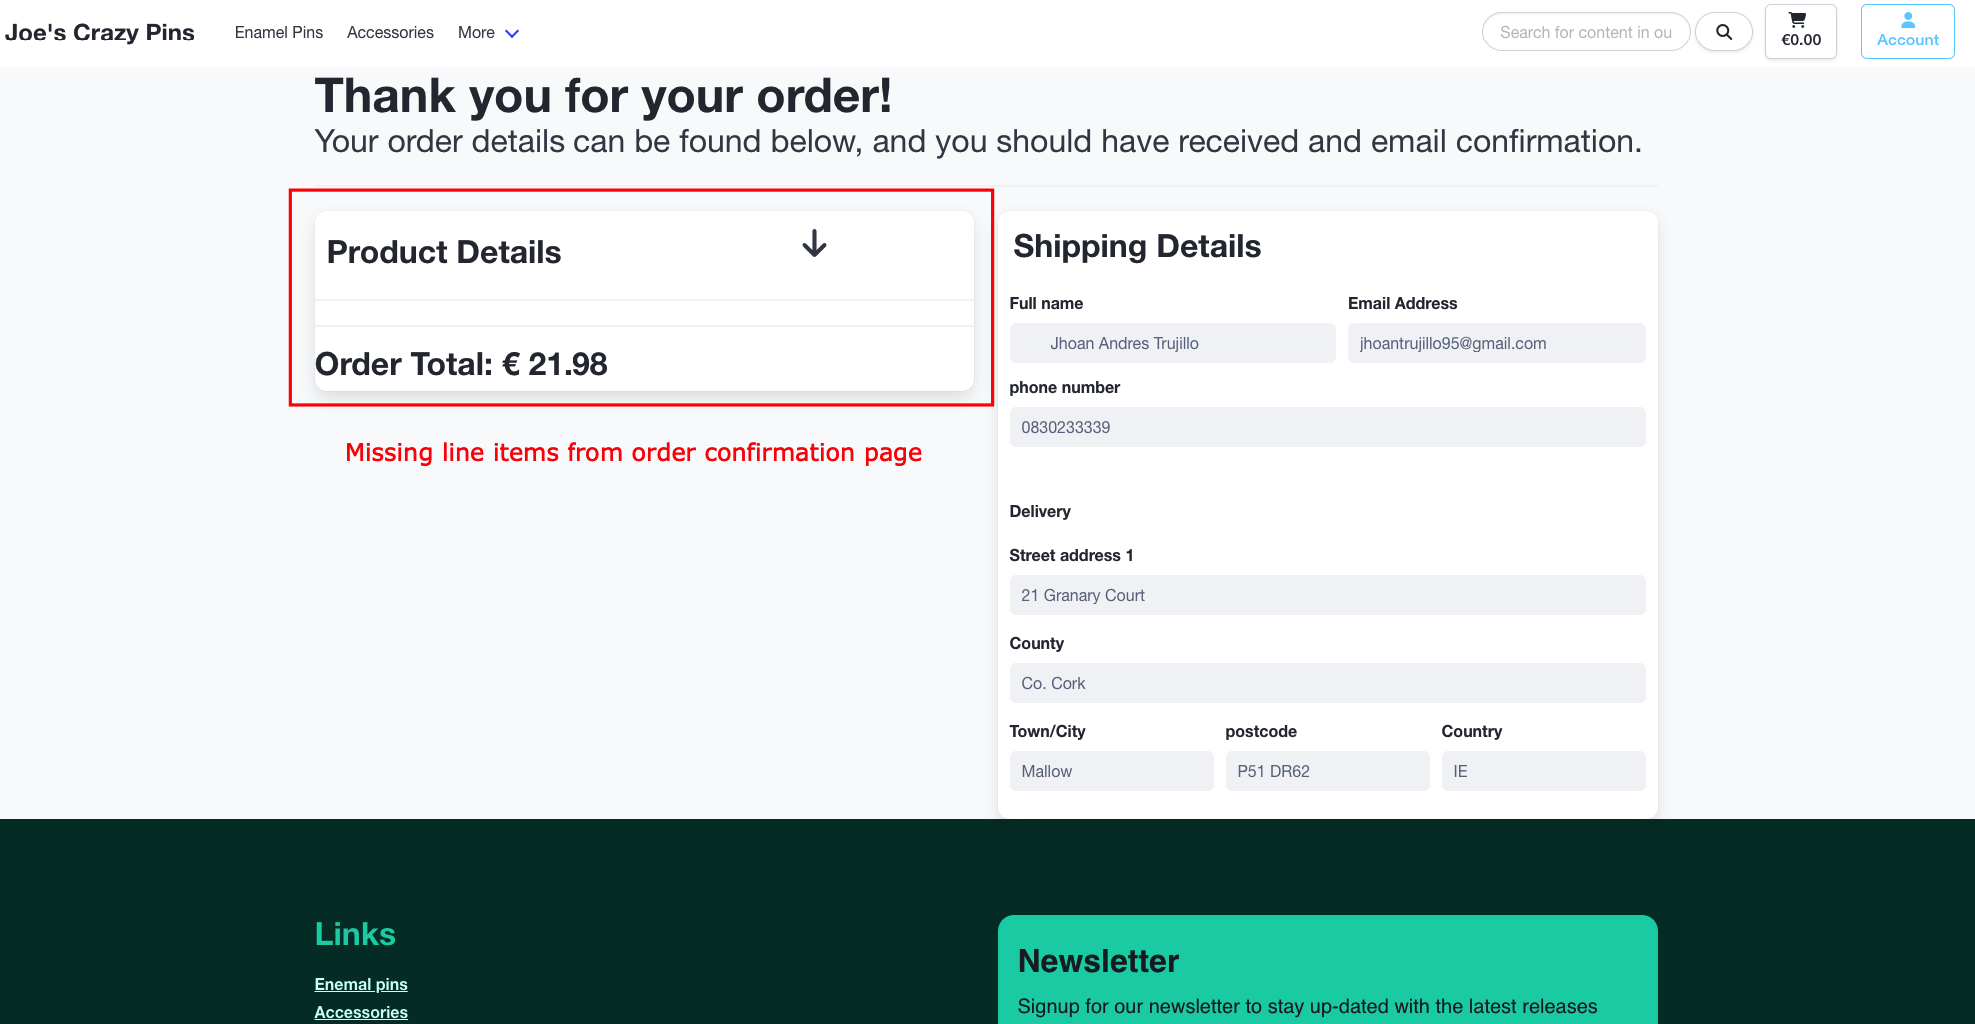 Joe's Crazy Pins
Enamel Pins Accessories More
Search for content in ou
€0.00
Account
Thank you for your order!
Your order details can be found below, and you should have received and email confirmation.
Product Details
Order Total: € 21.98
Missing line items from order confirmation page
Shipping Details
Full name Email Address
Jhoan Andres Trujillo jhoantrujillo95@gmail.com
phone number
0830233339
Delivery
Street address 1
21 Granary Court
County
Co. Cork
Town/City postcode Country
Mallow P51 DR62 IE
Links
Enemal pins
Accessories
Newsletter
Signup for our newsletter to stay up-dated with the latest releases